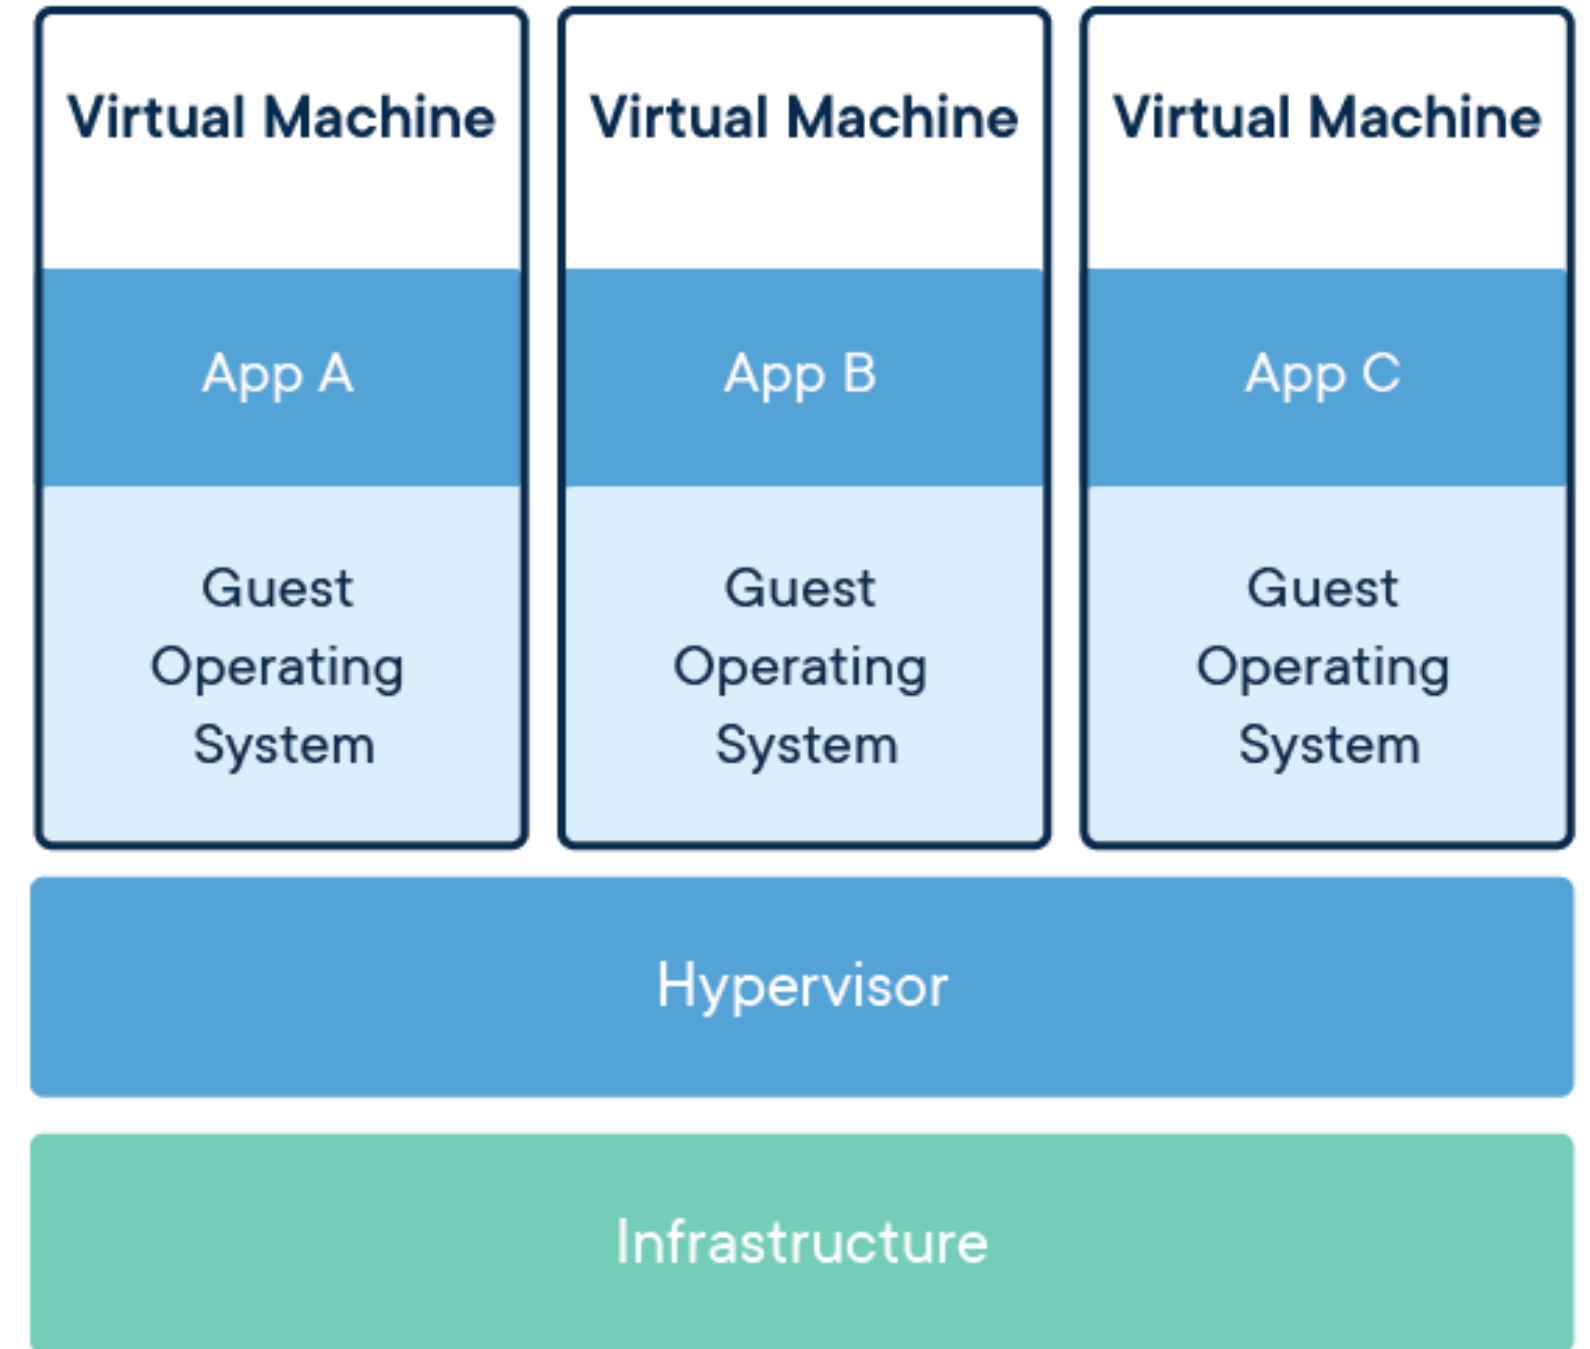 Virtual Machine
Virtual Machine
Virtual Machine
App A
App B
App C
Guest
Operating
System
Guest
Operating
System
Guest
Operating
System
Hypervisor
Infrastructure